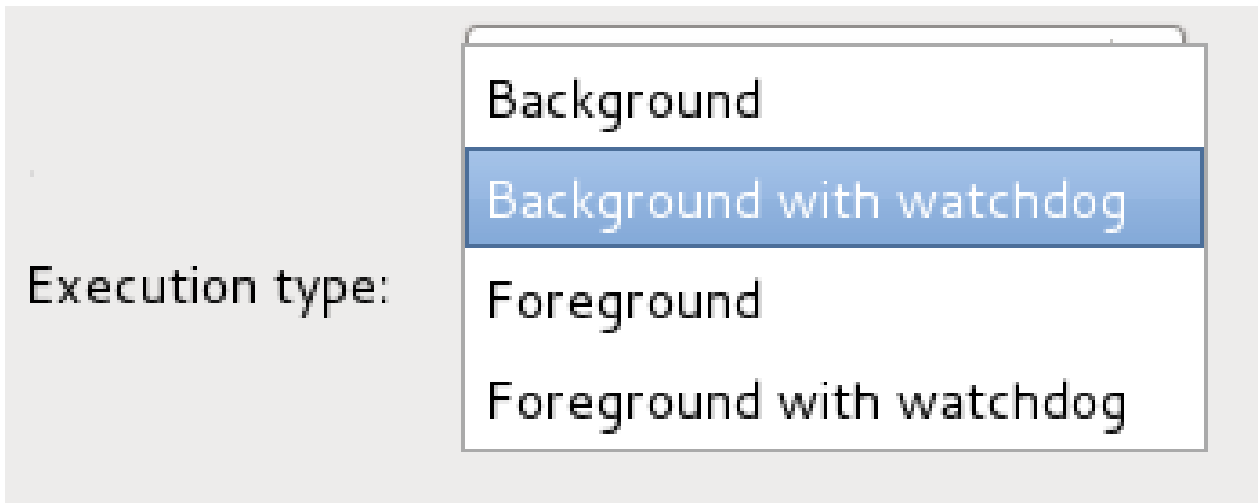 Background
Background with watchdog
Execution type:
Foreground
Foreground with watchdog